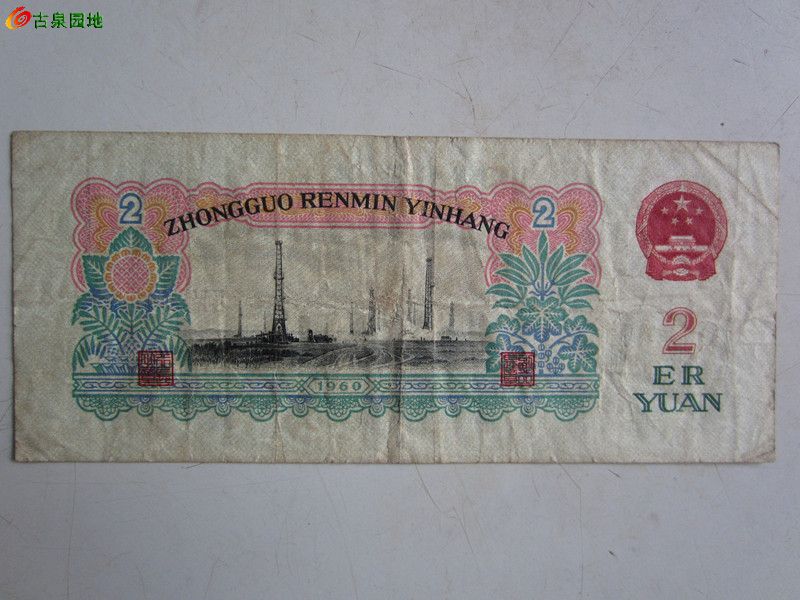 古泉园地
ZHONGGUO RENMIN YINHANG
2
2
2
ER
YUAN
1960